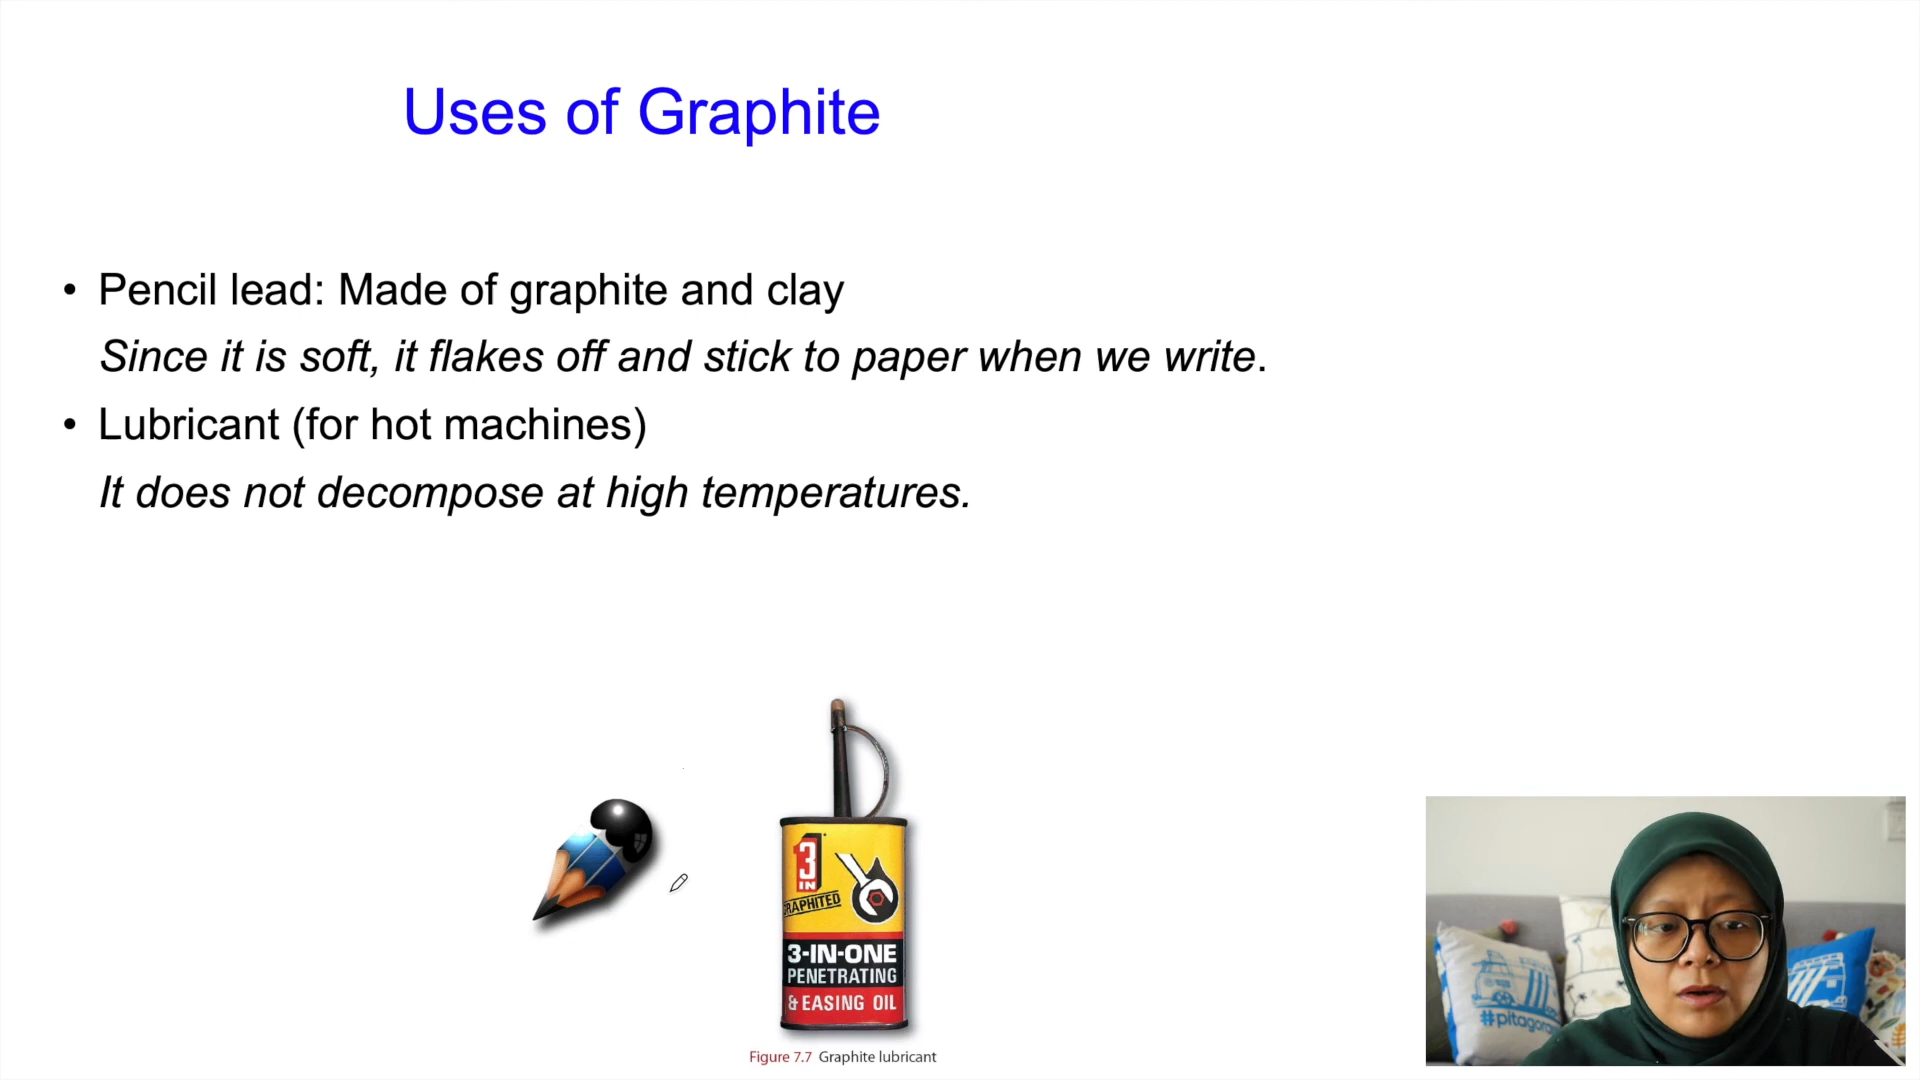 Uses of Graphite
• Pencil lead: Made of graphite and clay
Since it is soft, it flakes off and stick to paper when we write.
• Lubricant (for hot machines)
It does not decompose at high temperatures.
3
IN
GRAPHITED
3-IN-ONE
PENETRATING
& EASING OIL
Figure 7.7 Graphite lubricant